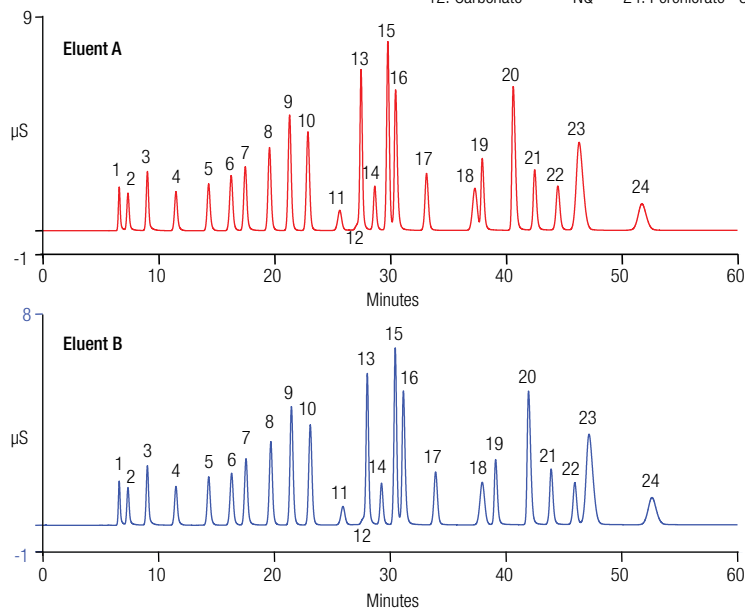 12. Carbonate NQ 24. Perchlorate
9
Eluent A
µS
-1
1 2 3 4 5 6 7 8 9 10 11 12 13 14 15 16 17 18 19 20 21 22 23 24
0 10 20 30 40 50 60
Minutes
8
Eluent B
µS
-1
1 2 3 4 5 6 7 8 9 10 11 12 13 14 15 16 17 18 19 20 21 22 23 24
0 10 20 30 40 50 60
Minutes